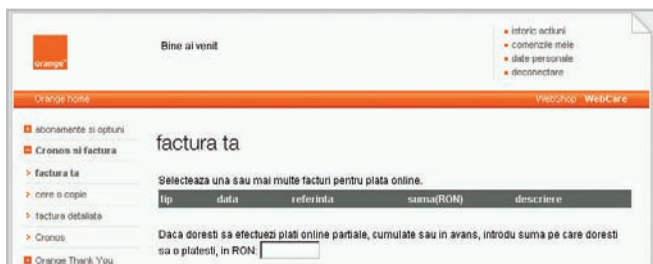 orange™
Bine ai venit
istoric actiuni
comenzile mele
date personale
deconectare
Orange home
WebShop WebCare
abonamente si optiuni
Cronos si factura
factura ta
cere o copie
factura detaliata
Cronos
Orange Thank You
factura ta
Selecteaza una sau mai multe facturi pentru plata online.
tip data referinta suma(RON) descriere
Daca doresti sa efectuezi plati online partiale, cumulate sau in avans, introdu suma pe care doresti
sa o platesti, in RON: